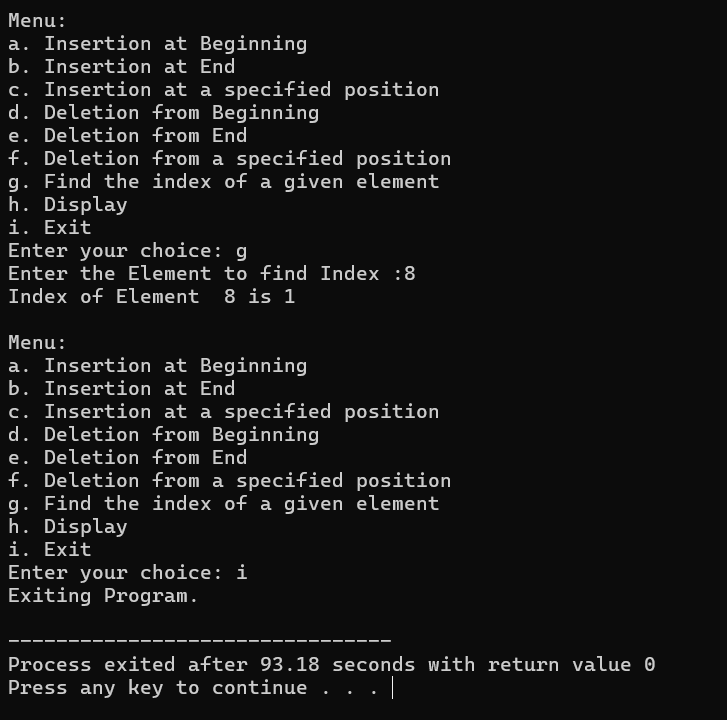 Menu:
a. Insertion at Beginning
b. Insertion at End
c. Insertion at a specified position
d. Deletion from Beginning
e. Deletion from End
f. Deletion from a specified position
g. Find the index of a given element
h. Display
i. Exit
Enter your choice: g
Enter the Element to find Index :8
Index of Element  8 is 1

Menu:
a. Insertion at Beginning
b. Insertion at End
c. Insertion at a specified position
d. Deletion from Beginning
e. Deletion from End
f. Deletion from a specified position
g. Find the index of a given element
h. Display
i. Exit
Enter your choice: i
Exiting Program.

--------------------------------
Process exited after 93.18 seconds with return value 0
Press any key to continue . . .